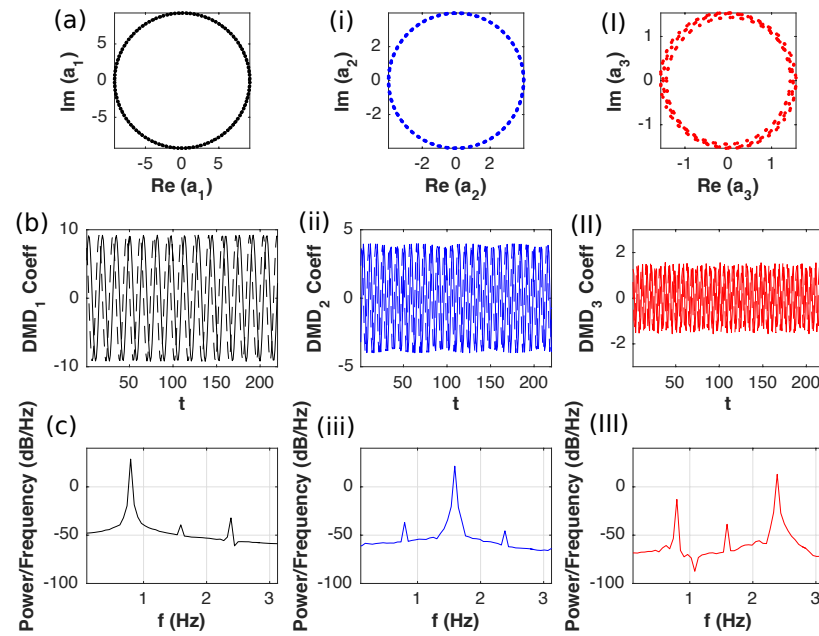 (a)
Im (a1)
5
0
-5
-5 0 5
Re (a1)
(i)
Im (a2)
2
0
-2
-2 0 2
Re (a2)
(I)
Im (a3)
1
0
-1
-1 0 1
Re (a3)
(b)
DMD1 Coeff
10
0
-10
50 100 150 200
t
(ii)
DMD2 Coeff
5
0
-5
50 100 150 200
t
(II)
DMD3 Coeff
2
0
-2
50 100 150 200
t
(c)
Power/Frequency (dB/Hz)
0
-50
-100
1 2 3
f (Hz)
(iii)
Power/Frequency (dB/Hz)
0
-50
-100
1 2 3
f (Hz)
(III)
Power/Frequency (dB/Hz)
0
-50
-100
1 2 3
f (Hz)